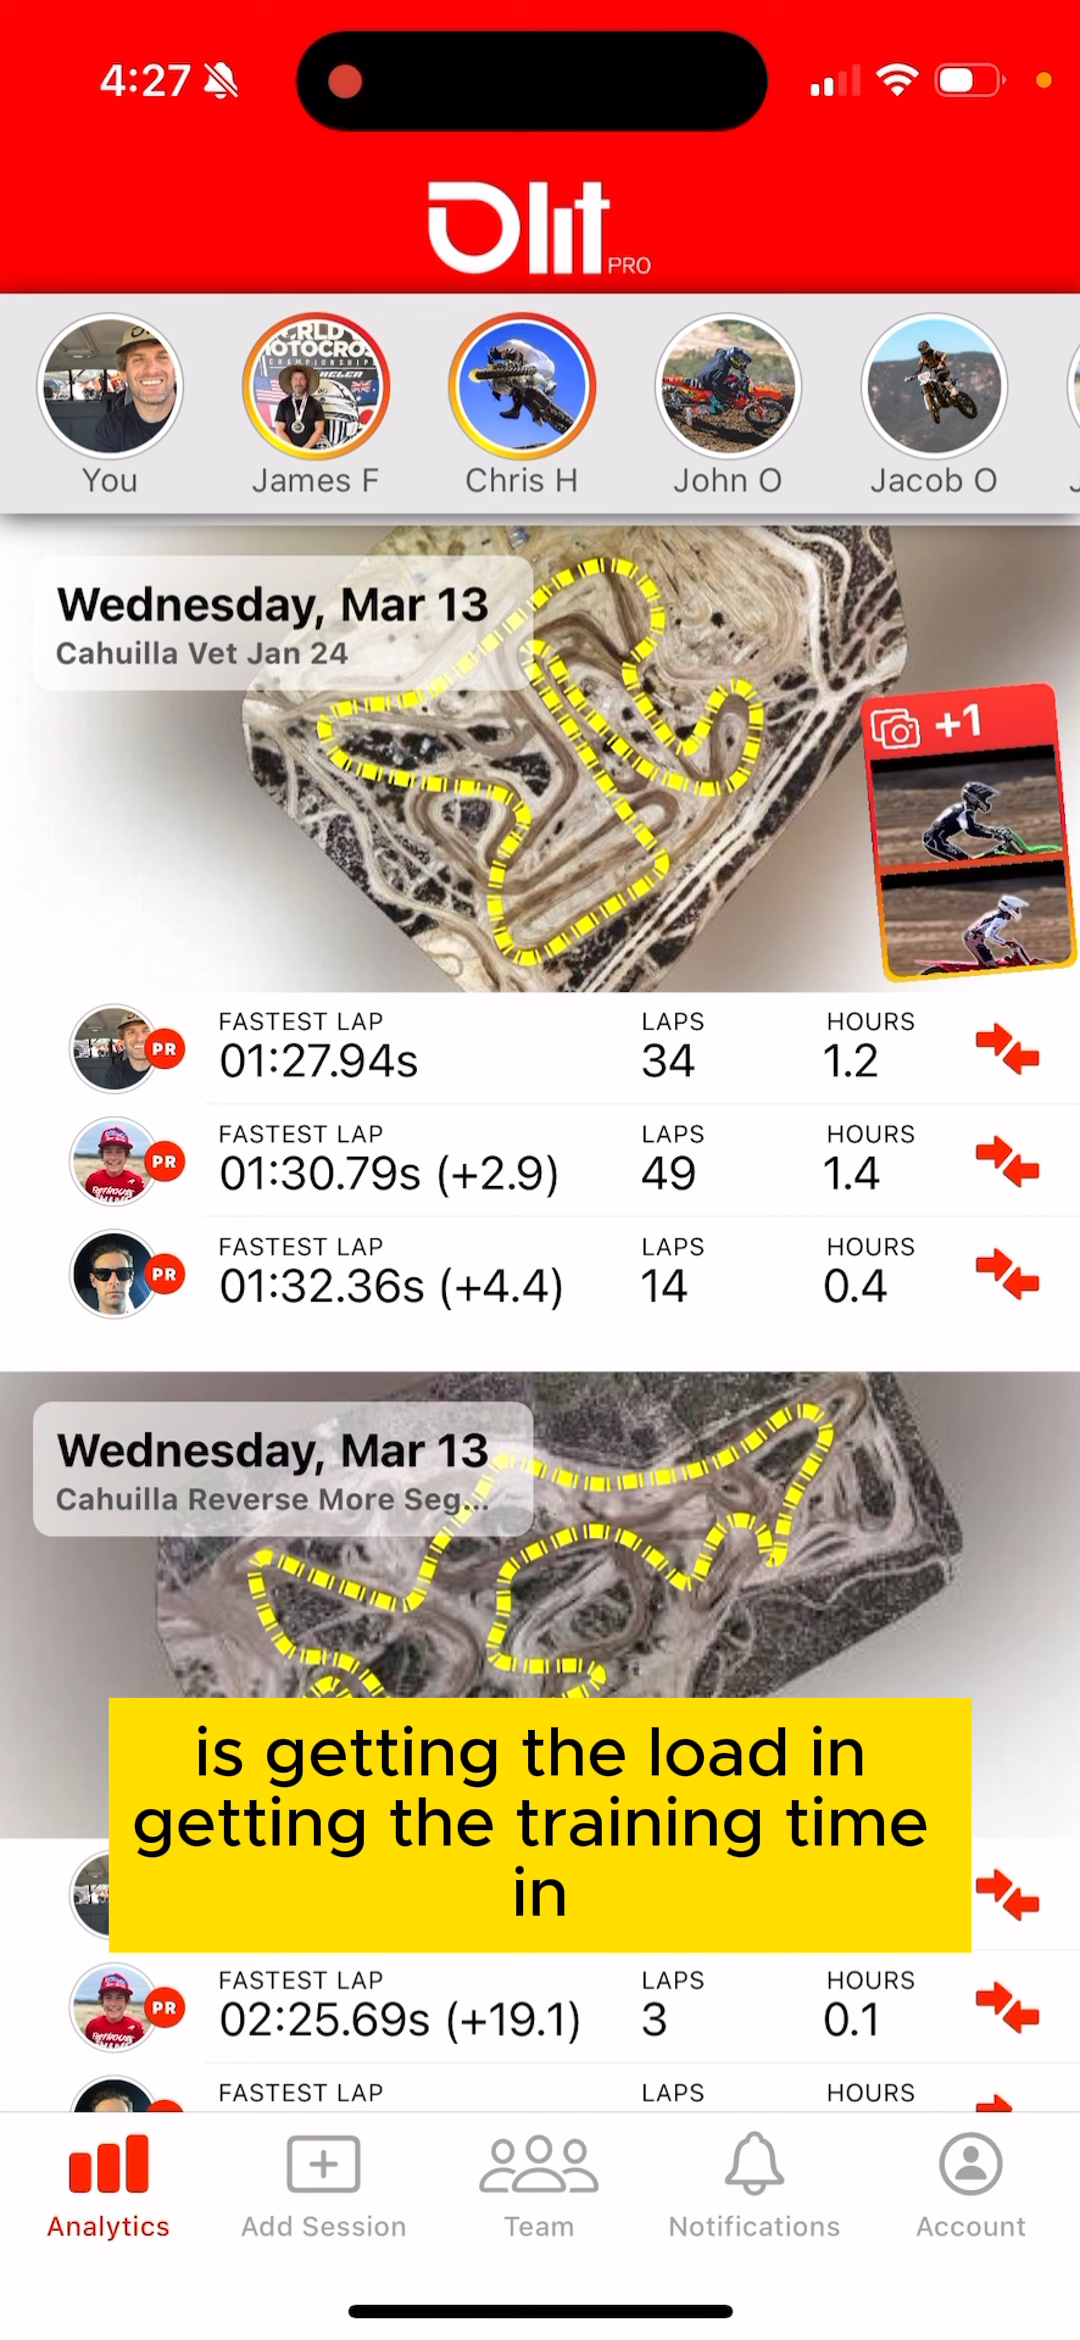 4:27
Olit PRO
WORLD
MOTOCROSS
CHAMPIONSHIP
You
James F
Chris H
John O
Jacob O
Wednesday, Mar 13
Cahuilla Vet Jan 24
+1
FASTEST LAP LAPS HOURS
PR 01:27.94s 34 1.2
FASTEST LAP LAPS HOURS
PR 01:30.79s (+2.9) 49 1.4
FASTEST LAP LAPS HOURS
PR 01:32.36s (+4.4) 14 0.4
Wednesday, Mar 13
Cahuilla Reverse More Seg...
is getting the load in
getting the training time
in
FASTEST LAP LAPS HOURS
PR 02:25.69s (+19.1) 3 0.1
FASTEST LAP LAPS HOURS
Analytics
Add Session
Team
Notifications
Account